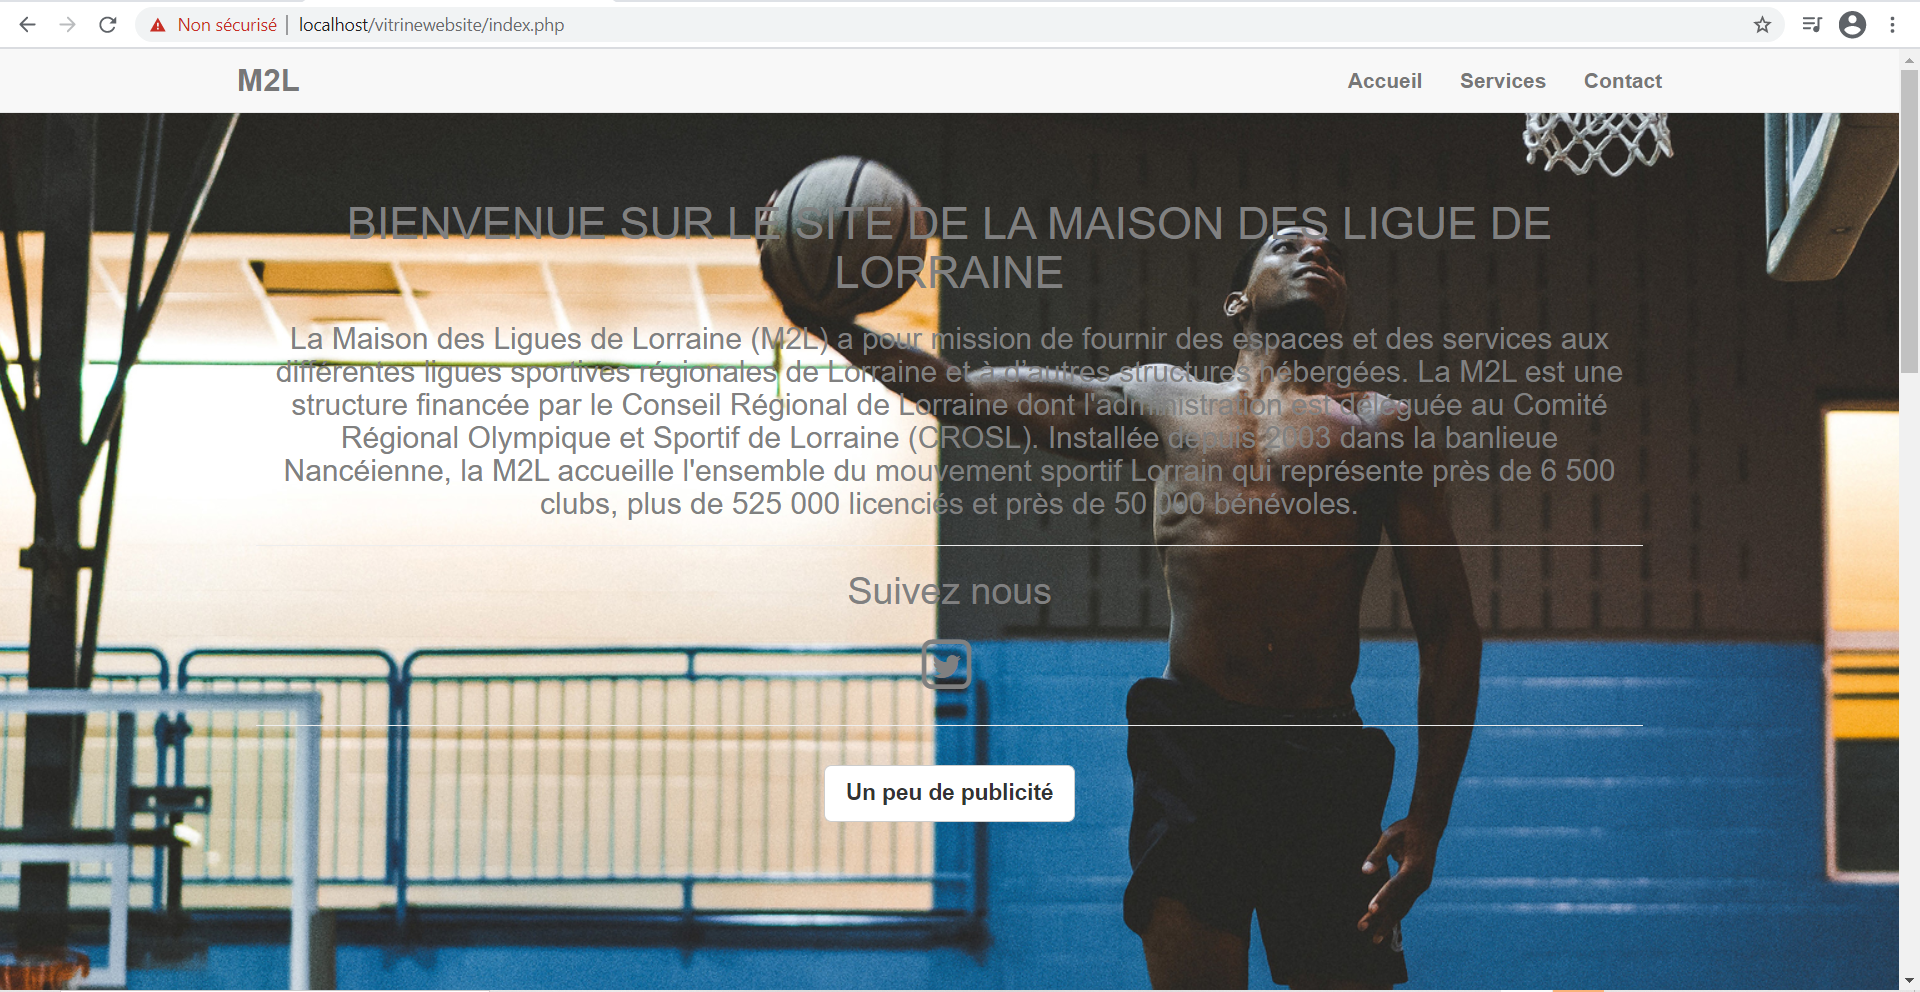 Non sécurisé | localhost/vitrinewebsite/index.php
M2L Accueil Services Contact
BIENVENUE SUR LE SITE DE LA MAISON DES LIGUE DE
LORRAINE
La Maison des Ligues de Lorraine (M2L) a pour mission de fournir des espaces et des services aux
différentes ligues sportives régionales de Lorraine et à d'autres structures hébergées. La M2L est une
structure financée par le Conseil Régional de Lorraine dont l'administration est déléguée au Comité
Régional Olympique et Sportif de Lorraine (CROSL). Installée depuis 2003 dans la banlieue
Nancéienne, la M2L accueille l'ensemble du mouvement sportif Lorrain qui représente près de 6 500
clubs, plus de 525 000 licenciés et près de 50 000 bénévoles.
Suivez nous
Un peu de publicité